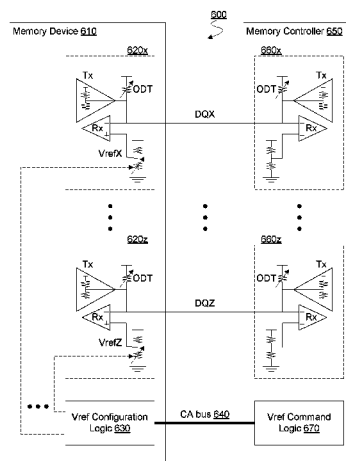 600
Memory Device 610
Memory Controller 650
620x
660x
Tx
ODT
DQX
ODT
Tx
Rx
Rx
VrefX
620z
660z
Tx
ODT
DQZ
ODT
Tx
Rx
Rx
VrefZ
Vref Configuration
Logic 630
CA bus 640
Vref Command
Logic 670